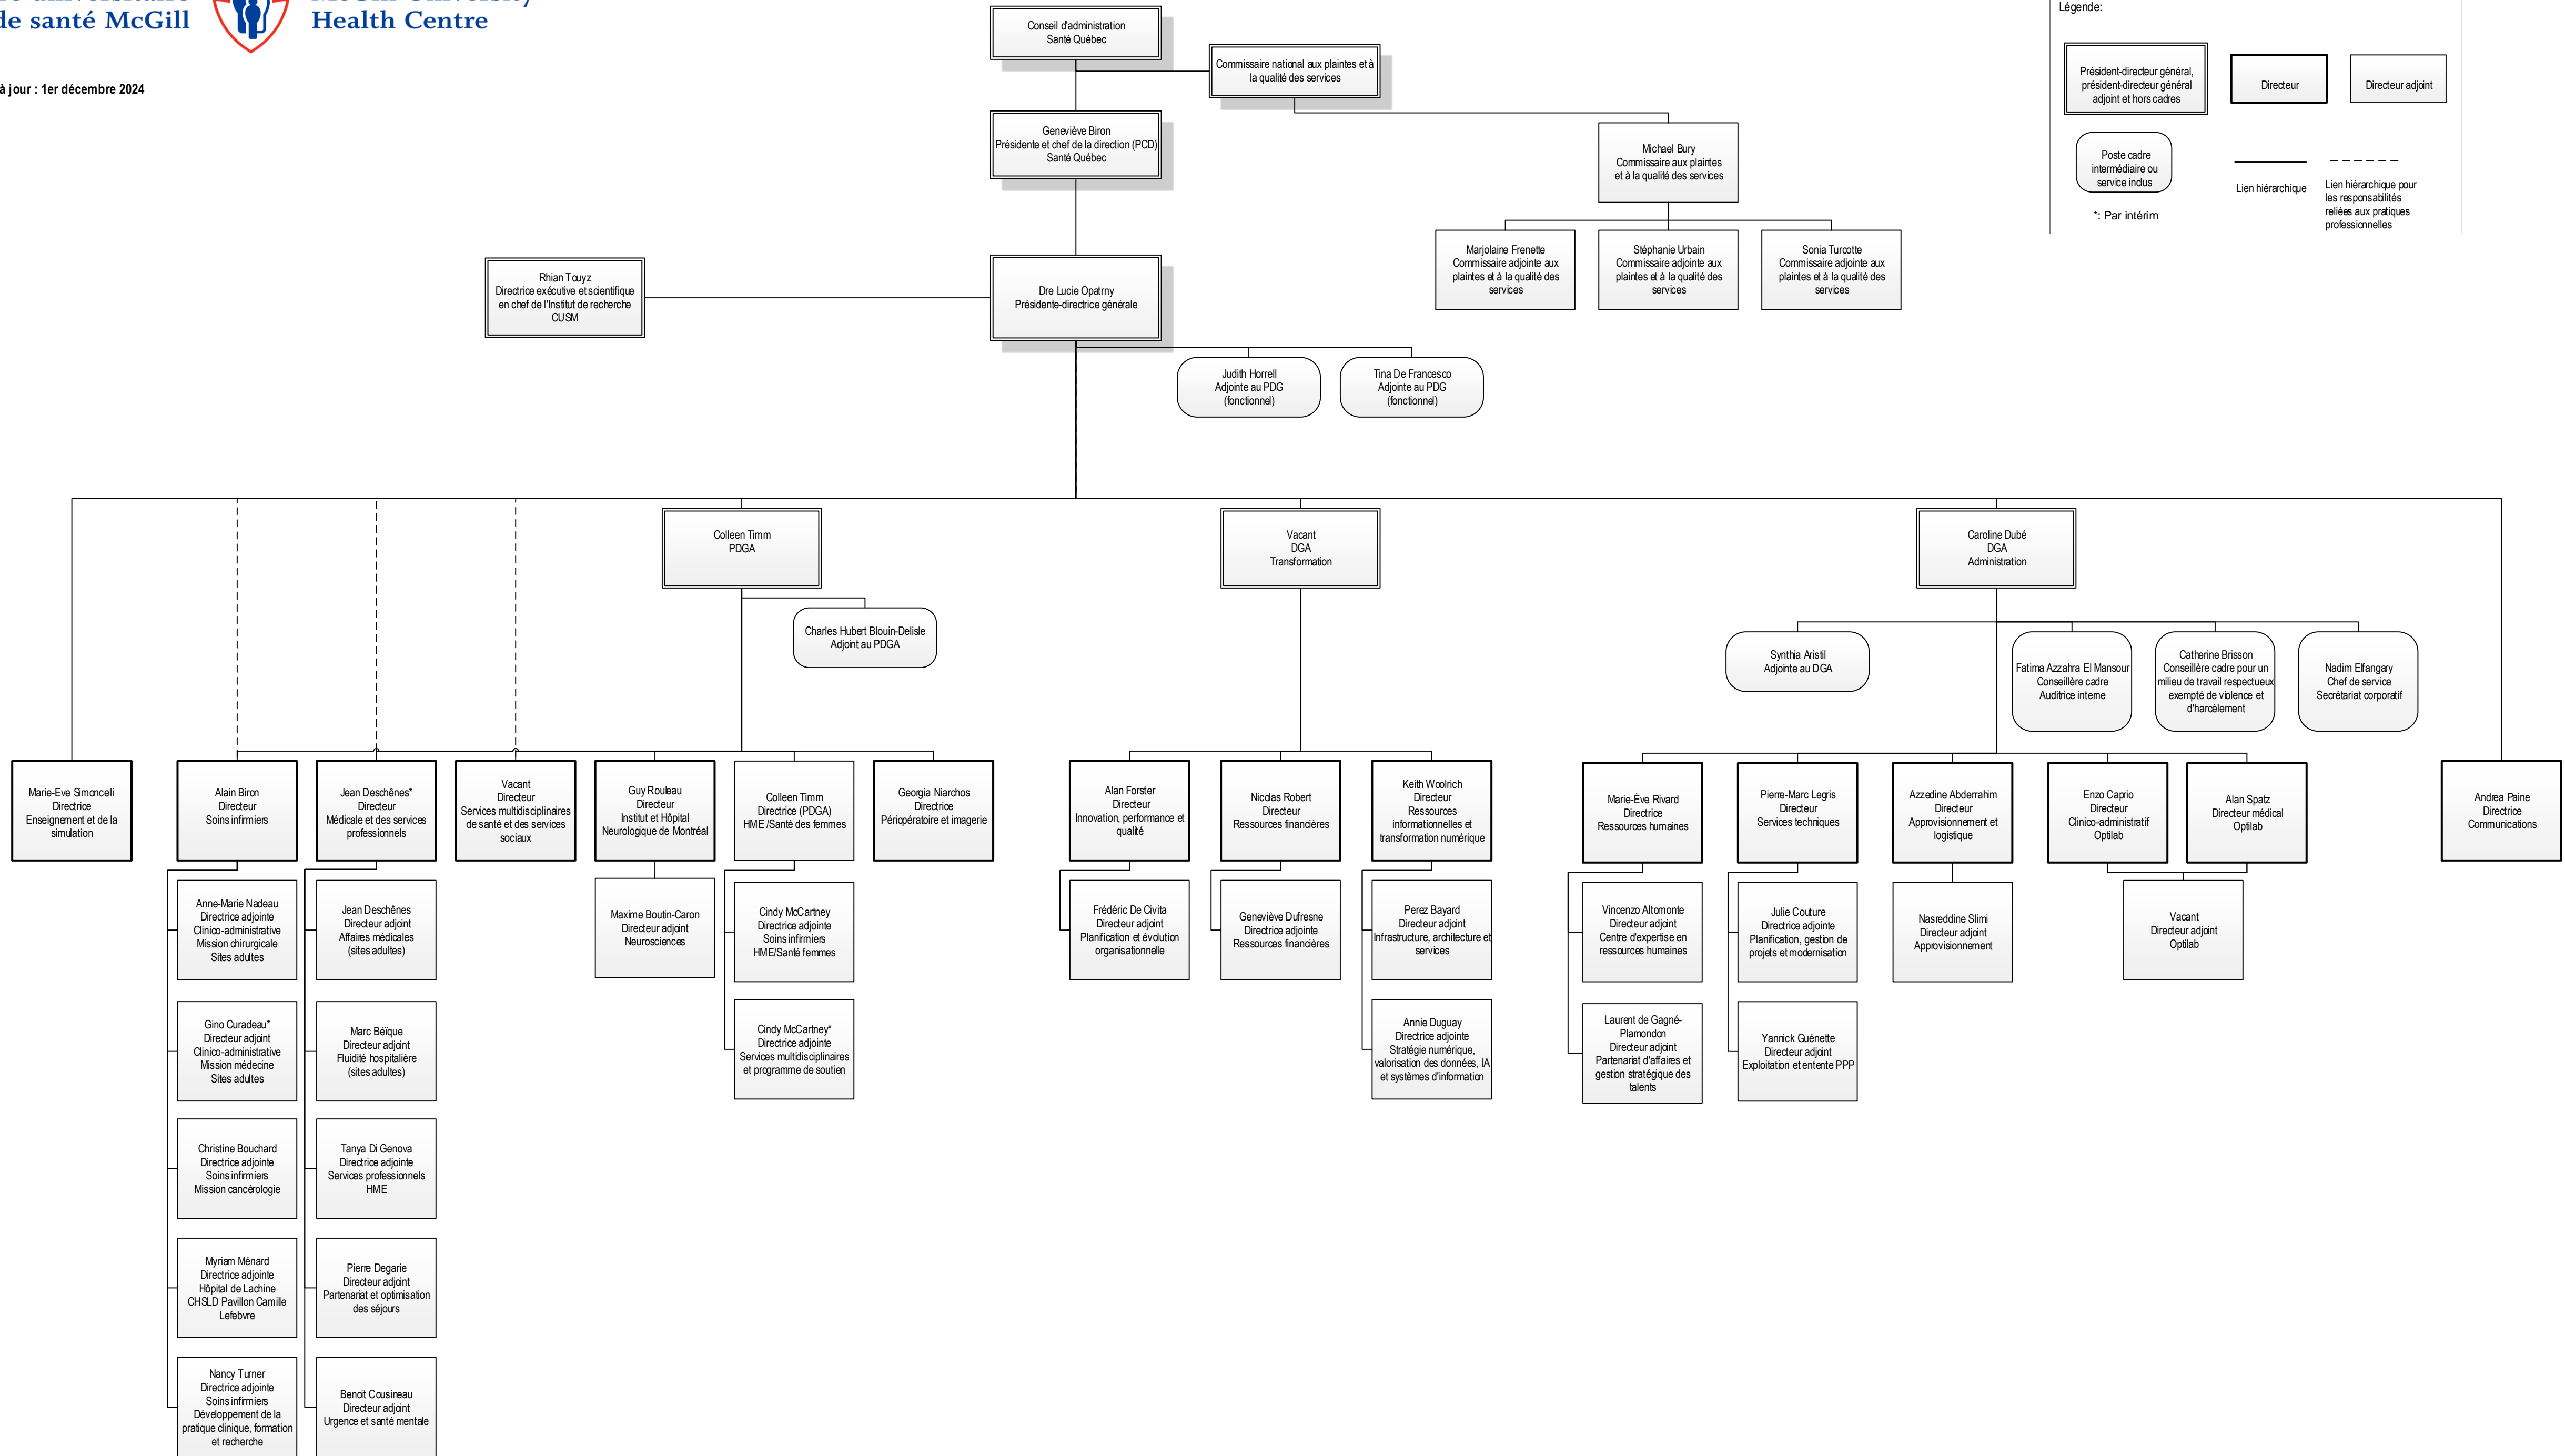 de santé McGill
Health Centre
à jour : 1er décembre 2024
Conseil d'administration
Santé Québec
Commissaire national aux plaintes et à
la qualité des services
Geneviève Biron
Présidente et chef de la direction (PCD)
Santé Québec
Michael Bury
Commissaire aux plaintes
et à la qualité des services
Marjolaine Frenette
Commissaire adjointe aux
plaintes et à la qualité des
services
Stéphanie Urbain
Commissaire adjointe aux
plaintes et à la qualité des
services
Sonia Turcotte
Commissaire adjointe aux
plaintes et à la qualité des
services
Légende:
Président-directeur général,
président-directeur général
adjoint et hors cadres
Directeur
Directeur adjoint
Poste cadre
intermédiaire ou
service inclus
Lien hiérarchique
Lien hiérarchique pour
les responsabilités
reliées aux pratiques
professionnelles
*: Par intérim
Rhian Touyz
Directrice exécutive et scientifique
en chef de l'Institut de recherche
CUSM
Dre Lucie Opatrny
Présidente-directrice générale
Judith Horrell
Adjointe au PDG
(fonctionnel)
Tina De Francesco
Adjointe au PDG
(fonctionnel)
Colleen Timm
PDGA
Vacant
DGA
Transformation
Caroline Dubé
DGA
Administration
Charles Hubert Blouin-Delisle
Adjoint au PDGA
Synthia Aristil
Adjointe au DGA
Fatima Azzahra El Mansour
Conseillère cadre
Auditrice interne
Catherine Brisson
Conseillère cadre pour un
milieu de travail respectueux
exempté de violence et
d'harcèlement
Nadim Elfangary
Chef de service
Secrétariat corporatif
Marie-Eve Simoncelli
Directrice
Enseignement et de la
simulation
Alain Biron
Directeur
Soins infirmiers
Jean Deschênes*
Directeur
Médicale et des services
professionnels
Vacant
Directeur
Services multidisciplinaires
de santé et des services
sociaux
Guy Rouleau
Directeur
Institut et Hôpital
Neurologique de Montréal
Colleen Timm
Directrice (PDGA)
HME /Santé des femmes
Georgia Niarchos
Directrice
Périopératoire et imagerie
Alan Forster
Directeur
Innovation, performance et
qualité
Nicolas Robert
Directeur
Ressources financières
Keith Woolrich
Directeur
Ressources
informationnelles et
transformation numérique
Marie-Ève Rivard
Directrice
Ressources humaines
Pierre-Marc Legris
Directeur
Services techniques
Azzedine Abderrahim
Directeur
Approvisionnement et
logistique
Enzo Caprio
Directeur
Clinico-administratif
Optilab
Alan Spatz
Directeur médical
Optilab
Andrea Paine
Directrice
Communications
Anne-Marie Nadeau
Directrice adjointe
Clinico-administrative
Mission chirurgicale
Sites adultes
Jean Deschênes
Directeur adjoint
Affaires médicales
(sites adultes)
Maxime Boutin-Caron
Directeur adjoint
Neurosciences
Cindy McCartney
Directrice adjointe
Soins infirmiers
HME/Santé femmes
Frédéric De Civita
Directeur adjoint
Planification et évolution
organisationnelle
Geneviève Dufresne
Directrice adjointe
Ressources financières
Perez Bayard
Directeur adjoint
Infrastructure, architecture et
services
Vincenzo Altomonte
Directeur adjoint
Centre d'expertise en
ressources humaines
Julie Couture
Directrice adjointe
Planification, gestion de
projets et modernisation
Nasreddine Slimi
Directeur adjoint
Approvisionnement
Vacant
Directeur adjoint
Optilab
Gino Curadeau*
Directeur adjoint
Clinico-administrative
Mission médecine
Sites adultes
Marc Béïque
Directeur adjoint
Fluidité hospitalière
(sites adultes)
Cindy McCartney*
Directrice adjointe
Services multidisciplinaires
et programme de soutien
Annie Duguay
Directrice adjointe
Stratégie numérique,
valorisation des données, IA
et systèmes d'information
Laurent de Gagné-
Plamondon
Directeur adjoint
Partenariat d'affaires et
gestion stratégique des
talents
Yannick Guénette
Directeur adjoint
Exploitation et entente PPP
Christine Bouchard
Directrice adjointe
Soins infirmiers
Mission cancérologie
Tanya Di Genova
Directrice adjointe
Services professionnels
HME
Myriam Ménard
Directrice adjointe
Hôpital de Lachine
CHSLD Pavillon Camille
Lefebvre
Pierre Degarie
Directeur adjoint
Partenariat et optimisation
des séjours
Nancy Turner
Directrice adjointe
Soins infirmiers
Développement de la
pratique clinique, formation
et recherche
Benoit Cousineau
Directeur adjoint
Urgence et santé mentale